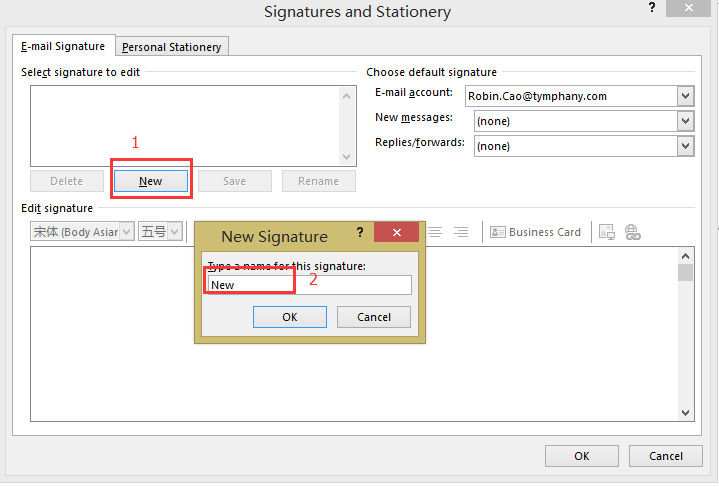 Signatures and Stationery
?
E-mail Signature
Personal Stationery
Select signature to edit
Choose default signature
E-mail account:
Robin.Cao@tymphany.com
New messages:
(none)
Replies/forwards:
(none)
1
Delete
New
Save
Rename
Edit signature
宋体 (Body Asian
五号
Business Card
New Signature
?
Type a name for this signature:
New
2
OK
Cancel
OK
Cancel